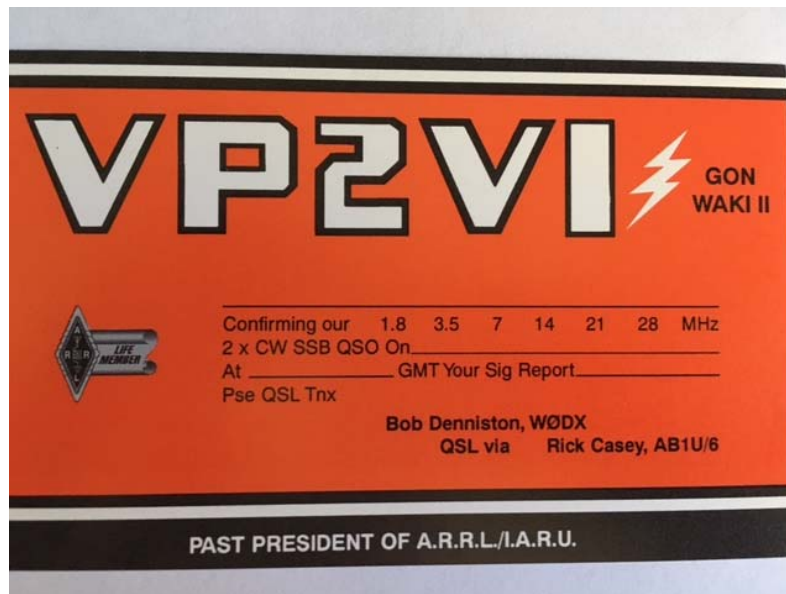 VP2VI
GON
WAKI II
A
R R
L
LIFE
MEMBER
Confirming our 1.8 3.5 7 14 21 28 MHz
2 x CW SSB QSO On
At GMT Your Sig Report
Pse QSL Tnx
Bob Denniston, WØDX
QSL via Rick Casey, AB1U/6
PAST PRESIDENT OF A.R.R.L./I.A.R.U.